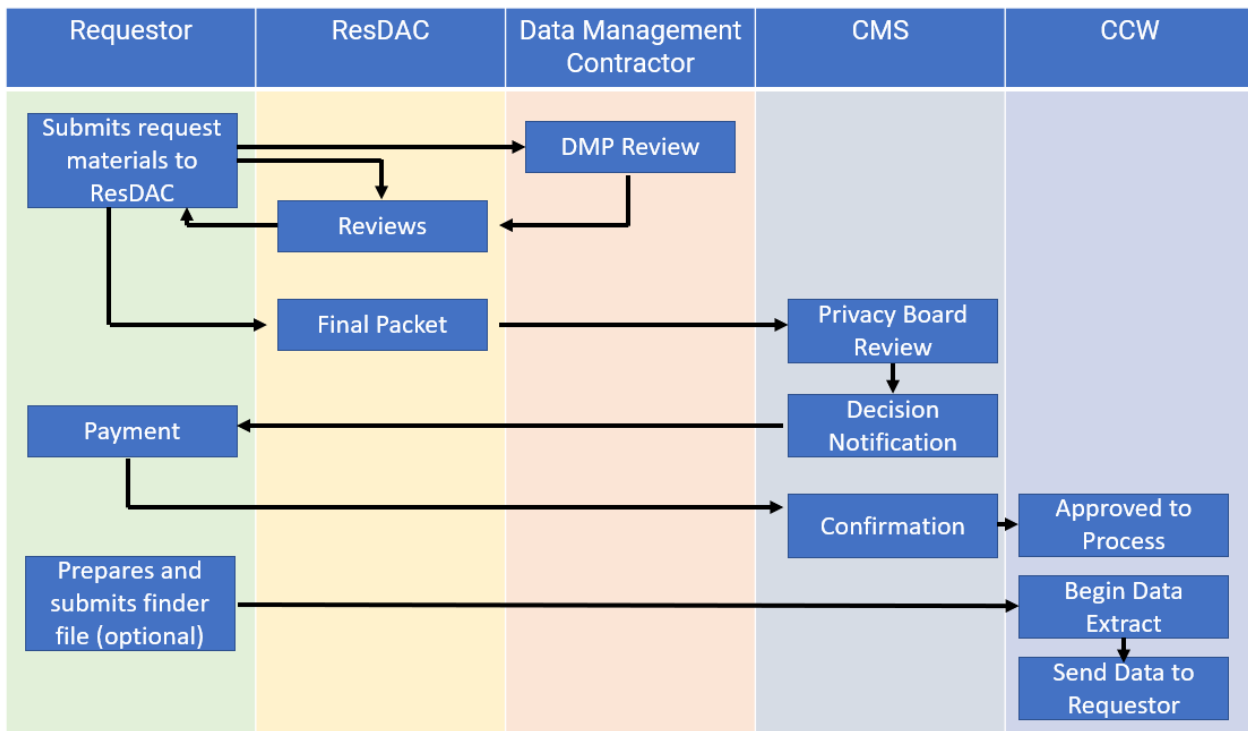 Requestor
ResDAC
Data Management
Contractor
CMS
CCW
Submits request
materials to
ResDAC
DMP Review
Reviews
Final Packet
Privacy Board
Review
Payment
Decision
Notification
Confirmation
Approved to
Process
Prepares and
submits finder
file (optional)
Begin Data
Extract
Send Data to
Requestor